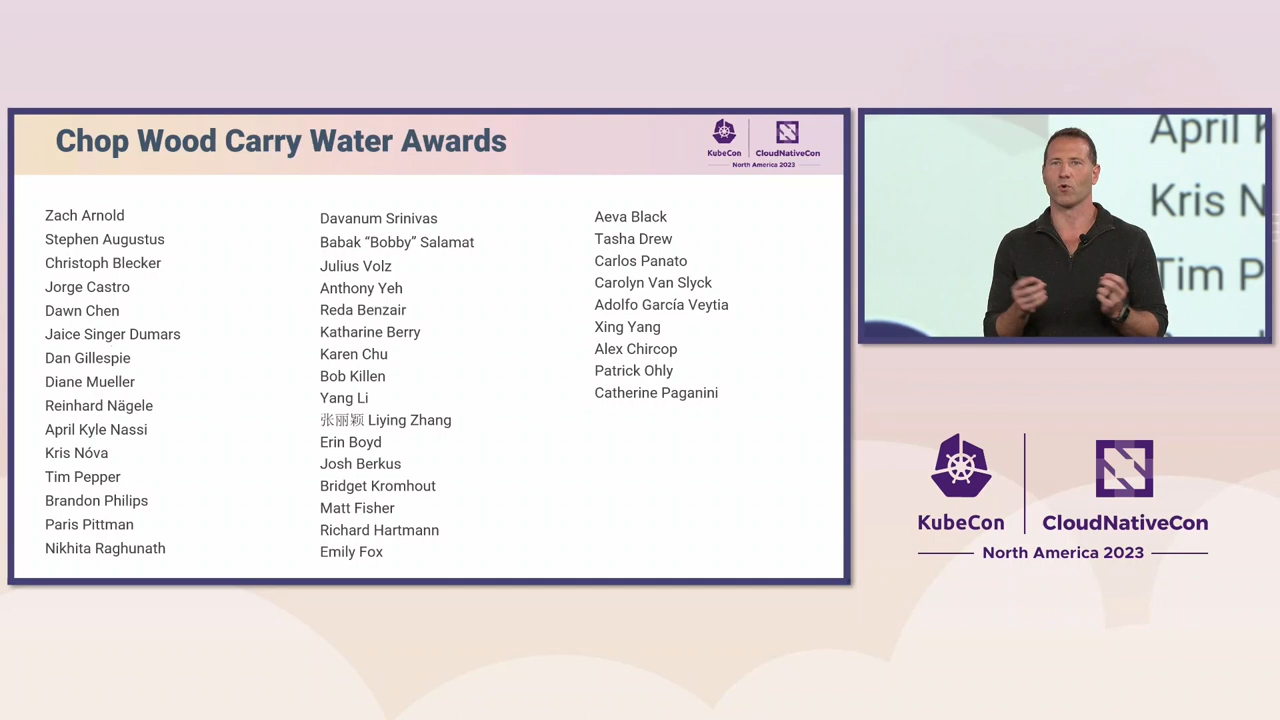 Chop Wood Carry Water Awards
KubeCon
CloudNativeCon
North America 2023
Zach Arnold
Stephen Augustus
Christoph Blecker
Jorge Castro
Dawn Chen
Jaice Singer Dumars
Dan Gillespie
Diane Mueller
Reinhard Nägele
April Kyle Nassi
Kris Nóva
Tim Pepper
Brandon Philips
Paris Pittman
Nikhita Raghunath
Davanum Srinivas
Babak “Bobby” Salamat
Julius Volz
Anthony Yeh
Reda Benzair
Katharine Berry
Karen Chu
Bob Killen
Yang Li
张丽颖 Liying Zhang
Erin Boyd
Josh Berkus
Bridget Kromhout
Matt Fisher
Richard Hartmann
Emily Fox
Aeva Black
Tasha Drew
Carlos Panato
Carolyn Van Slyck
Adolfo García Veytia
Xing Yang
Alex Chircop
Patrick Ohly
Catherine Paganini
April K
Kris N
Tim P
KubeCon
CloudNativeCon
North America 2023